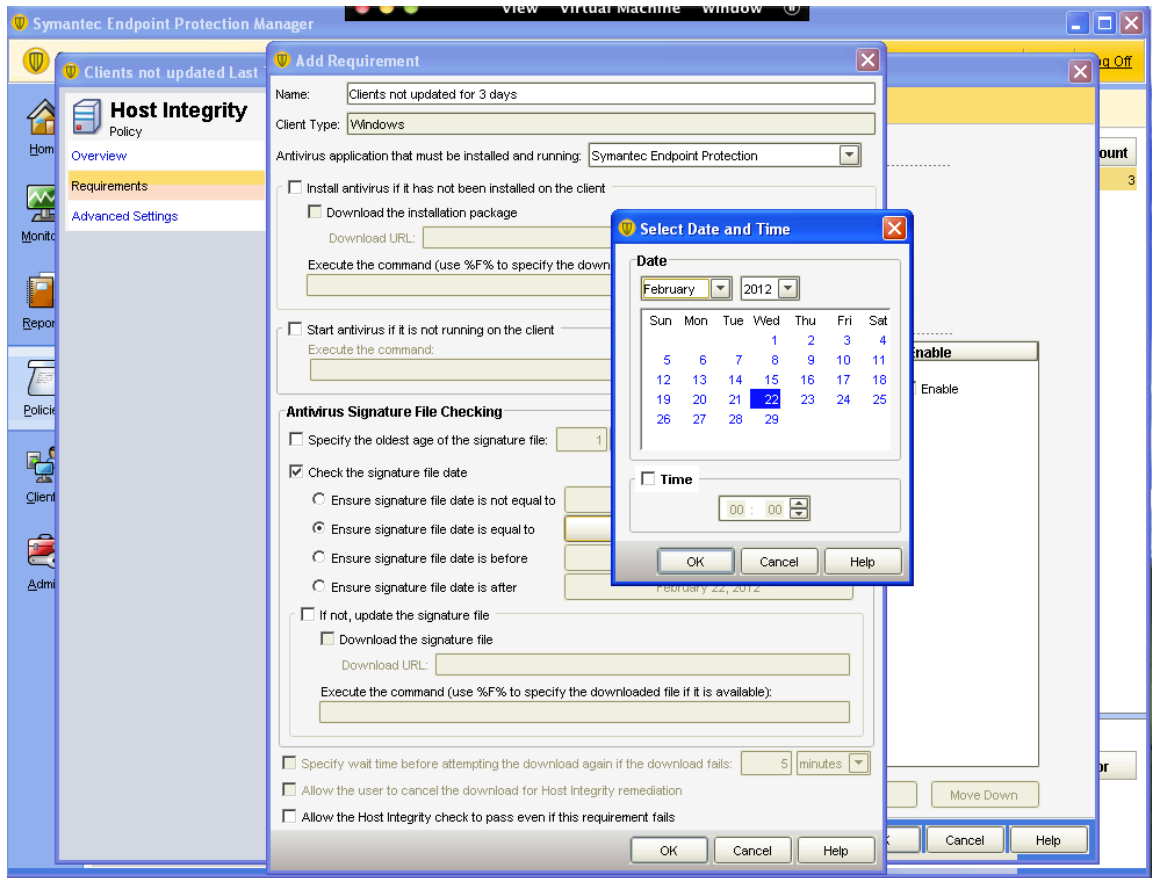 View Virtual Machine Window
Symantec Endpoint Protection Manager
Log Off
Clients not updated Last
Host Integrity
Policy
Overview
Requirements
Advanced Settings
Home
Monito
Repor
Policie
Client
Admi
ount
3
Enable
Enable
or
Move Down
Cancel
Help
Add Requirement
Name: Clients not updated for 3 days
Client Type: Windows
Antivirus application that must be installed and running: Symantec Endpoint Protection
Install antivirus if it has not been installed on the client
Download the installation package
Download URL:
Execute the command (use %F% to specify the down
Start antivirus if it is not running on the client
Execute the command:
Antivirus Signature File Checking
Specify the oldest age of the signature file: 1
Check the signature file date
Ensure signature file date is not equal to
Ensure signature file date is equal to
Ensure signature file date is before
Ensure signature file date is after February 22, 2012
If not, update the signature file
Download the signature file
Download URL:
Execute the command (use %F% to specify the downloaded file if it is available):
Specify wait time before attempting the download again if the download fails: 5 minutes
Allow the user to cancel the download for Host Integrity remediation
Allow the Host Integrity check to pass even if this requirement fails
OK Cancel Help
Select Date and Time
Date
February 2012
Sun Mon Tue Wed Thu Fri Sat
1 2 3 4
5 6 7 8 9 10 11
12 13 14 15 16 17 18
19 20 21 22 23 24 25
26 27 28 29
Time
00 : 00
OK Cancel Help